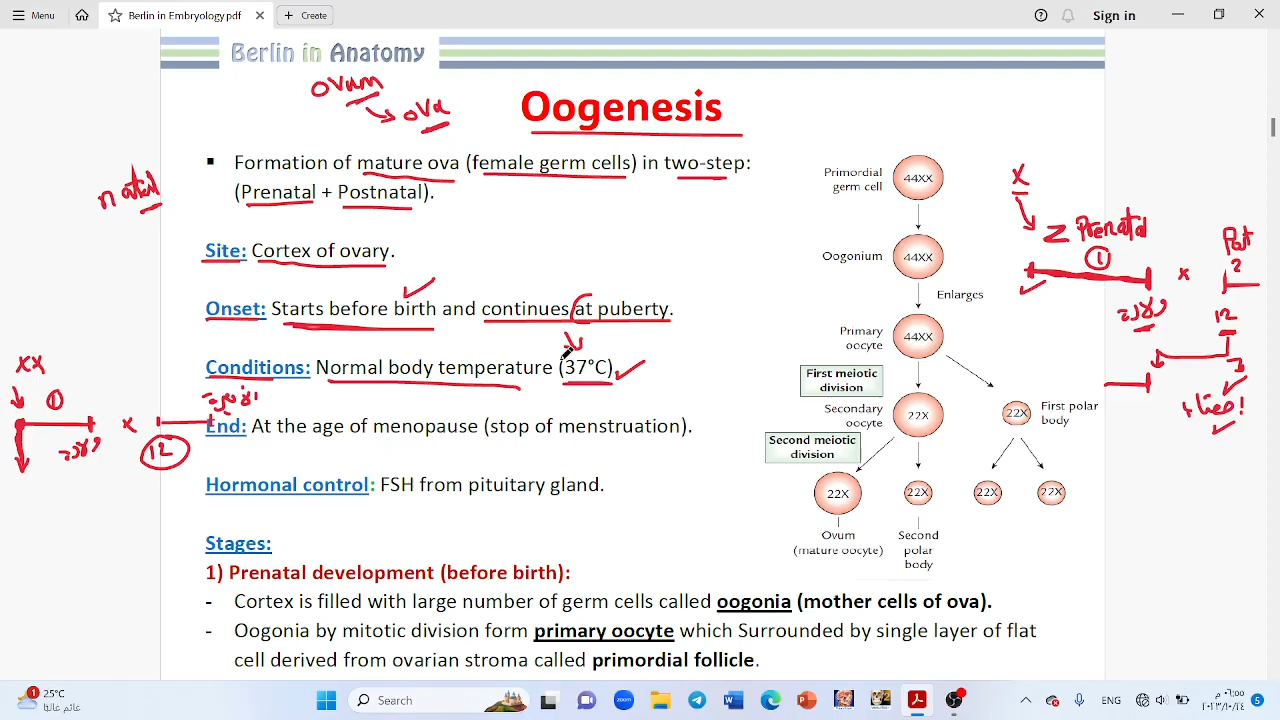 Menu
Berlin in Embryology.pdf
Create
Sign in
Berlin in Anatomy
ovum
ova
Oogenesis
Formation of mature ova (female germ cells) in two-step:
(Prenatal + Postnatal).
natal
Site: Cortex of ovary.
Onset: Starts before birth and continues at puberty.
Conditions: Normal body temperature (37°C)
End: At the age of menopause (stop of menstruation).
Hormonal control: FSH from pituitary gland.
Stages:
1) Prenatal development (before birth):
- Cortex is filled with large number of germ cells called oogonia (mother cells of ova).
- Oogonia by mitotic division form primary oocyte which Surrounded by single layer of flat
cell derived from ovarian stroma called primordial follicle.
XX
1
x
12
Primordial
germ cell
44XX
Oogonium
44XX
Enlarges
Primary
oocyte
44XX
First meiotic
division
Secondary
oocyte
22X
22X
First polar
body
Second meiotic
division
22X
22X
22X
22X
Ovum
(mature oocyte)
Second
polar
body
X
2 Prenatal
1
x
2
12
25°C
Search
ENG
5